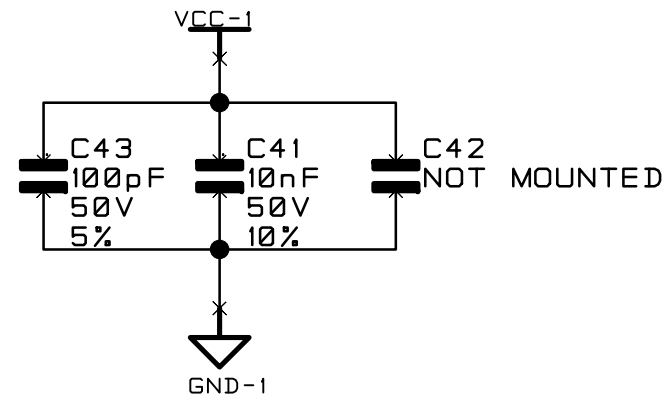 VCC-1
C43
100pF
50V
5%
C41
10nF
50V
10%
C42
NOT MOUNTED
GND-1